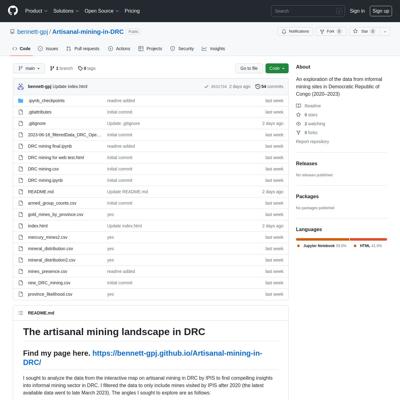 Product Solutions Open Source Pricing Search Sign in Sign up
bennett-gpj / Artisanal-mining-in-DRC Public Notifications Fork 0 Star 0
Code Issues Pull requests Actions Projects Security Insights
main 1 branch 0 tags Go to file Code
bennett-gpj Update index.html 2 days ago 54 commits
.ipynb_checkpoints readme added last week
.gitattributes Initial commit last week
.gitignore Update .gitignore 2 days ago
2023-06-16_filteredData_DRC_Ope... initial commit last week
DRC mining final.ipynb readme added last week
DRC mining for web test.html initial commit last week
DRC mining.csv initial commit last week
DRC mining.ipynb initial commit last week
README.md Update README.md 2 days ago
armed_group_counts.csv initial commit last week
gold_mines_by_province.csv yes last week
index.html Update index.html 2 days ago
mercury_mines2.csv yes last week
mineral_distribution.csv yes last week
mineral_distribution2.csv yes last week
mines_presence.csv readme added last week
new_DRC_mining.csv initial commit last week
province_likelihood.csv yes last week
README.md
The artisanal mining landscape in DRC
Find my page here. https://bennett-gpj.github.io/Artisanal-mining-in-
DRC/
I sought to analyze the data from the interactive map on artisanal mining in DRC by IPIS to find compelling insights
into informal mining sector in DRC. I filtered the data to only include mines visited by IPIS after 2020 (the latest
available data went to late March 2023). The angles I sought to explore are as follows:
About
An exploration of the data from informal
mining sites in Democratic Republic of
Congo (2020–2023)
Readme
0 stars
1 watching
0 forks
Report repository
Releases
No releases published
Packages
No packages published
Languages
Jupyter Notebook HTML